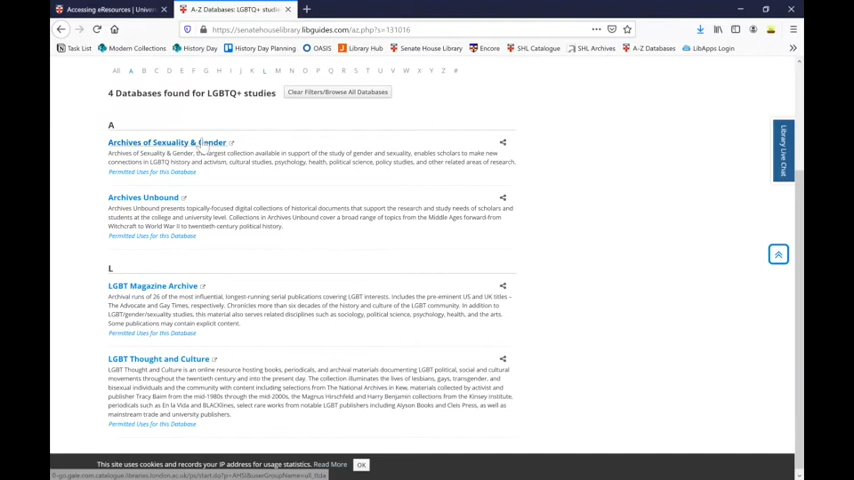 Accessing eResources | Univers
A-Z Databases: LGBTQ+ studie
https://senatehouselibrary.libguides.com/az.php?s=131016
Task List Modern Collections History Day History Day Planning OASIS Library Hub Senate House Library Encore SHL Catalogue SHL Archives A-Z Databases LibApps Login
All A B C D E F G H I J K L M N O P Q R S T U V W X Y Z #
4 Databases found for LGBTQ+ studies Clear Filters/Browse All Databases
A
Archives of Sexuality & Gender
Archives of Sexuality & Gender, the largest collection available in support of the study of gender and sexuality, enables scholars to make new
connections in LGBTQ history and activism, cultural studies, psychology, health, political science, policy studies, and other related areas of research.
Permitted Uses for this Database
Archives Unbound
Archives Unbound presents topically-focused digital collections of historical documents that support the research and study needs of scholars and
students at the college and university level. Collections in Archives Unbound cover a broad range of topics from the Middle Ages forward-from
Witchcraft to World War II to twentieth-century political history.
Permitted Uses for this Database
L
LGBT Magazine Archive
Archival runs of 26 of the most influential, longest-running serial publications covering LGBT interests. Includes the pre-eminent US and UK titles –
The Advocate and Gay Times, respectively. Chronicles more than six decades of the history and culture of the LGBT community. In addition to
LGBT/gender/sexuality studies, this material also serves related disciplines such as sociology, political science, psychology, health, and the arts.
Some publications may contain explicit content.
Permitted Uses for this Database
LGBT Thought and Culture
LGBT Thought and Culture is an online resource hosting books, periodicals, and archival materials documenting LGBT political, social and cultural
movements throughout the twentieth century and into the present day. The collection illuminates the lives of lesbians, gays, transgender, and
bisexual individuals and the community with content including selections from The National Archives in Kew, materials collected by activist and
publisher Tracy Baim from the mid-1980s through the mid-2000s, the Magnus Hirschfeld and Harry Benjamin collections from the Kinsey Institute,
periodicals such as En la Vida and BLACKlines, select rare works from notable LGBT publishers including Alyson Books and Cleis Press, as well as
mainstream trade and university publishers.
Permitted Uses for this Database
Library Live Chat
This site uses cookies and records your IP address for usage statistics. Read More OK